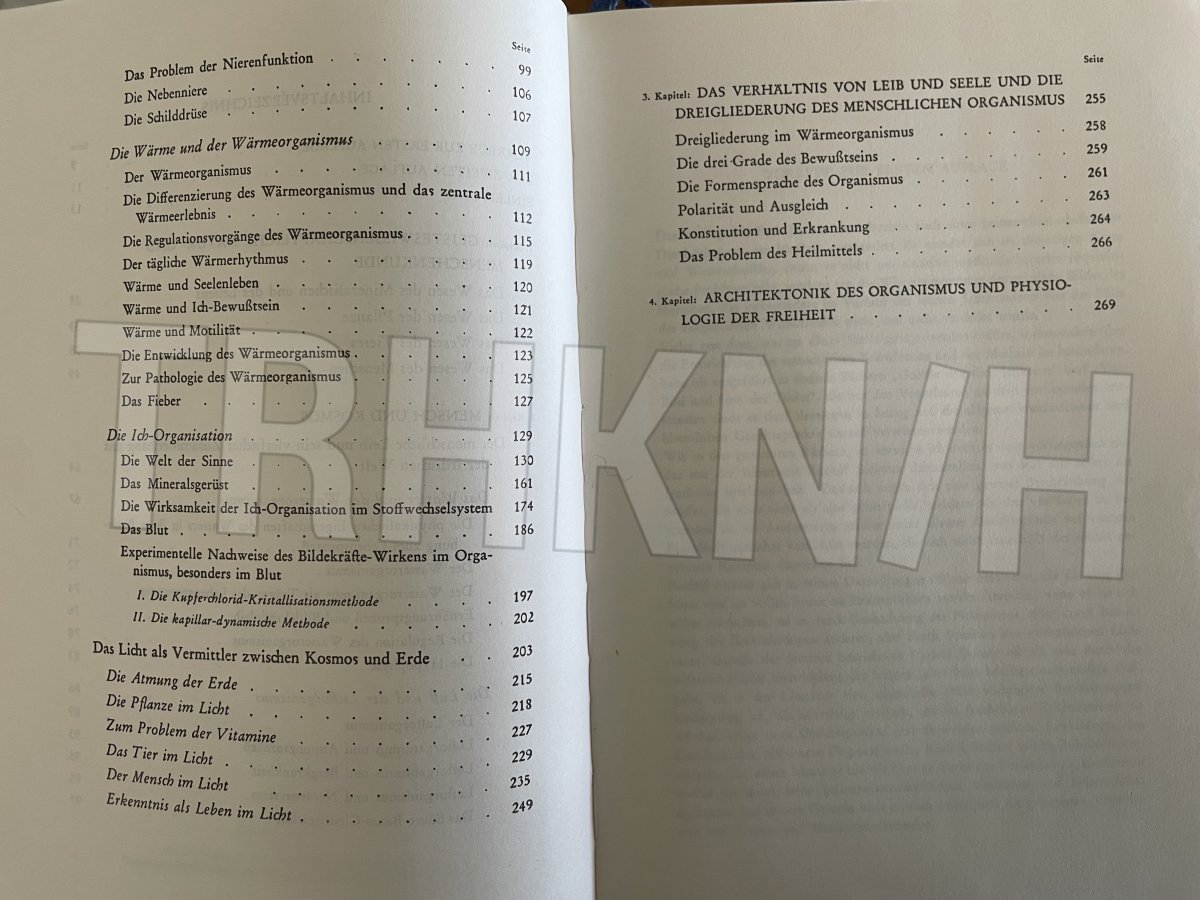 Seite
Das Problem der Nierenfunktion . . . . . . . 99
Die Nebenniere . . . . . . . . . . . 106
Die Schilddrüse . . . . . . . . . . . 107
Die Wärme und der Wärmeorganismus . . . . . . 109
Der Wärmeorganismus . . . . . . . . . 111
Die Differenzierung des Wärmeorganismus und das zentrale
Wärmeerlebnis . . . . . . . . . . . 112
Die Regulationsvorgänge des Wärmeorganismus . . . . 115
Der tägliche Wärmerhythmus . . . . . . . . 119
Wärme und Seelenleben . . . . . . . . . 120
Wärme und Ich-Bewußtsein . . . . . . . . 121
Wärme und Motilität . . . . . . . . . . 122
Die Entwicklung des Wärmeorganismus . . . . . . 123
Zur Pathologie des Wärmeorganismus . . . . . . 125
Das Fieber . . . . . . . . . . . . 127
Die Ich-Organisation . . . . . . . . . . 129
Die Welt der Sinne . . . . . . . . . . 130
Das Mineralsgerüst . . . . . . . . . . 161
Die Wirksamkeit der Ich-Organisation im Stoffwechselsystem 174
Das Blut . . . . . . . . . . . . . 186
Experimentelle Nachweise des Bildekräfte-Wirkens im Orga-
nismus, besonders im Blut
I. Die Kupferchlorid-Kristallisationsmethode . . . . 197
II. Die kapillar-dynamische Methode . . . . . . 202
Das Licht als Vermittler zwischen Kosmos und Erde . . 203
Die Atmung der Erde . . . . . . . . . . 215
Die Pflanze im Licht . . . . . . . . . . 218
Zum Problem der Vitamine . . . . . . . . 227
Das Tier im Licht . . . . . . . . . . . 229
Der Mensch im Licht . . . . . . . . . . 235
Erkenntnis als Leben im Licht . . . . . . . . 249
Seite
3. Kapitel: DAS VERHÄLTNIS VON LEIB UND SEELE UND DIE
DREIGLIEDERUNG DES MENSCHLICHEN ORGANISMUS 255
Dreigliederung im Wärmeorganismus . . . . . 258
Die drei Grade des Bewußtseins . . . . . . . 259
Die Formensprache des Organismus . . . . . . 261
Polarität und Ausgleich . . . . . . . . . 263
Konstitution und Erkrankung . . . . . . . 264
Das Problem des Heilmittels . . . . . . . . 266
4. Kapitel: ARCHITEKTONIK DES ORGANISMUS UND PHYSIO-
LOGIE DER FREIHEIT . . . . . . . . . 269
TRHKN/H